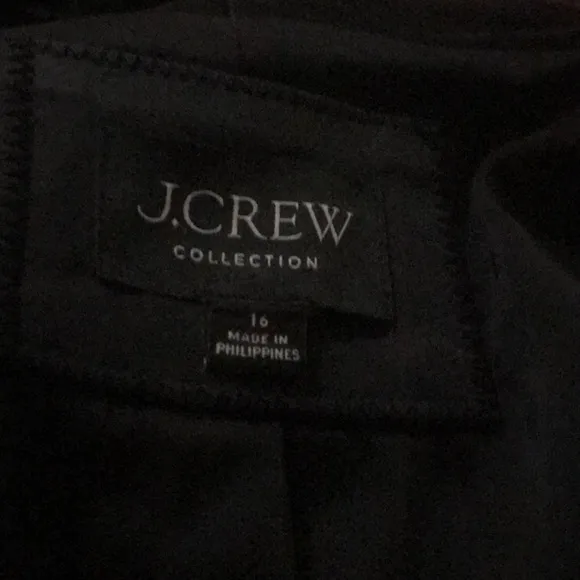 J.CREW
COLLECTION
16
MADE IN
PHILIPPINES